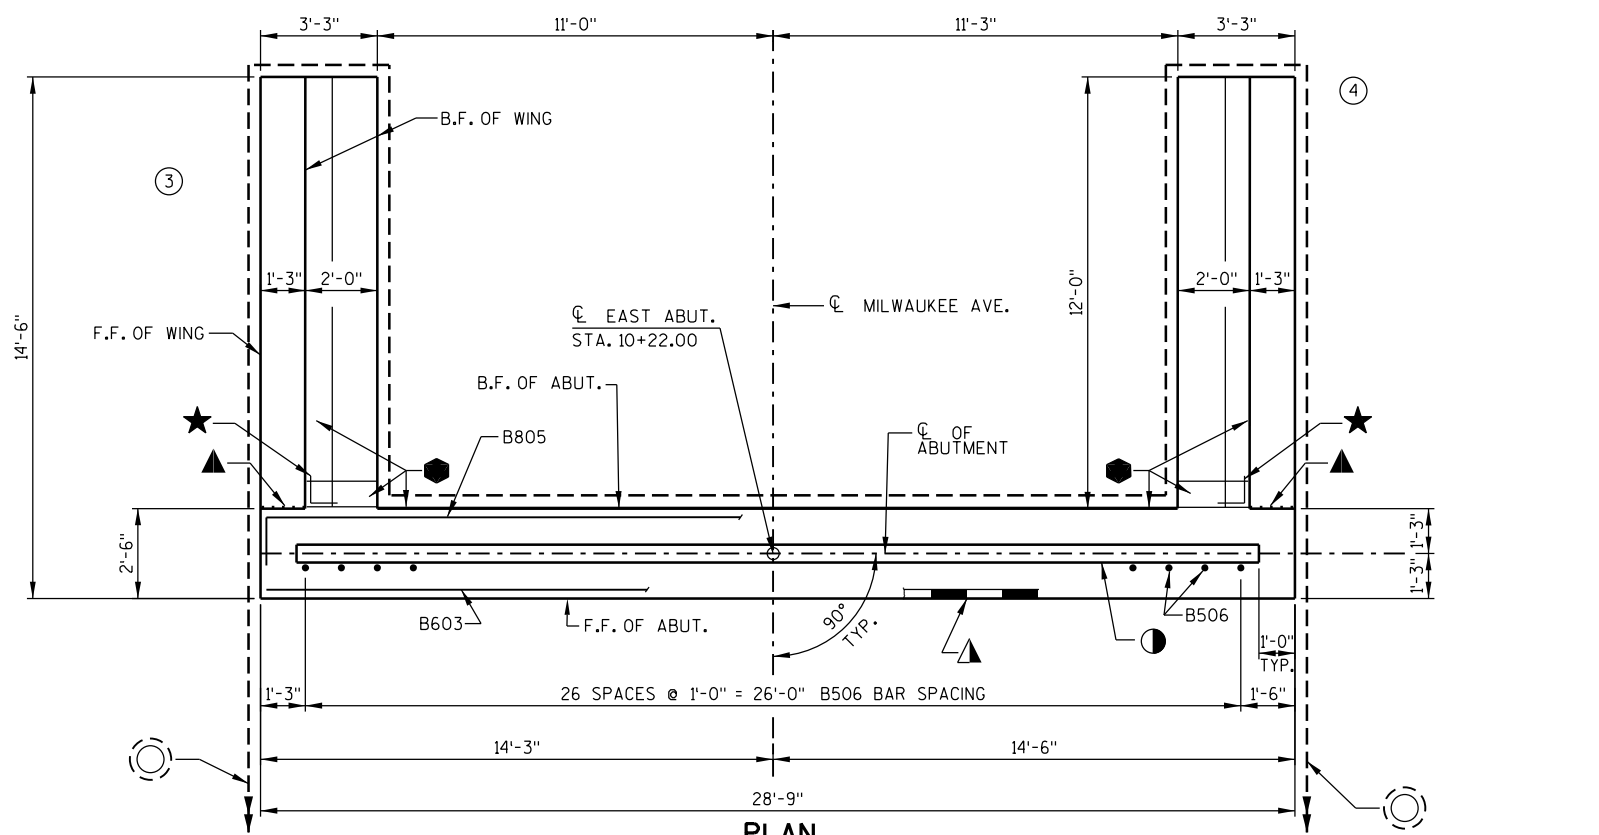 3'-3"
11'-0"
11'-3"
3'-3"
4
B.F. OF WING
3
1'-3"
2'-0"
12'-0"
2'-0"
1'-3"
℄ MILWAUKEE AVE.
℄ EAST ABUT.
STA. 10+22.00
F.F. OF WING
14'-6"
B.F. OF ABUT.
B805
℄ OF
ABUTMENT
2'-6"
1'-3"
1'-3"
B603
F.F. OF ABUT.
90°
TYP.
B506
1'-0"
TYP.
1'-3"
26 SPACES @ 1'-0" = 26'-0" B506 BAR SPACING
1'-6"
14'-3"
14'-6"
28'-9"
PLAN